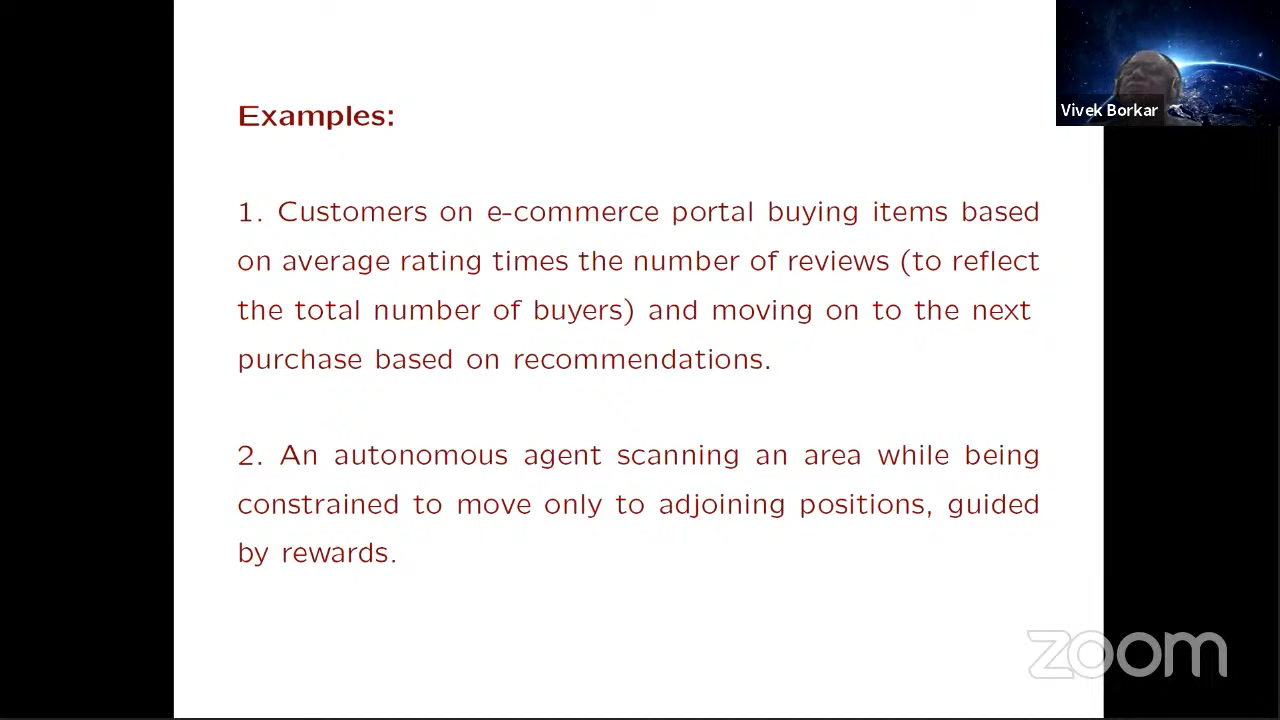 Vivek Borkar
Examples:
1. Customers on e-commerce portal buying items based
on average rating times the number of reviews (to reflect
the total number of buyers) and moving on to the next
purchase based on recommendations.
2. An autonomous agent scanning an area while being
constrained to move only to adjoining positions, guided
by rewards.
zoom